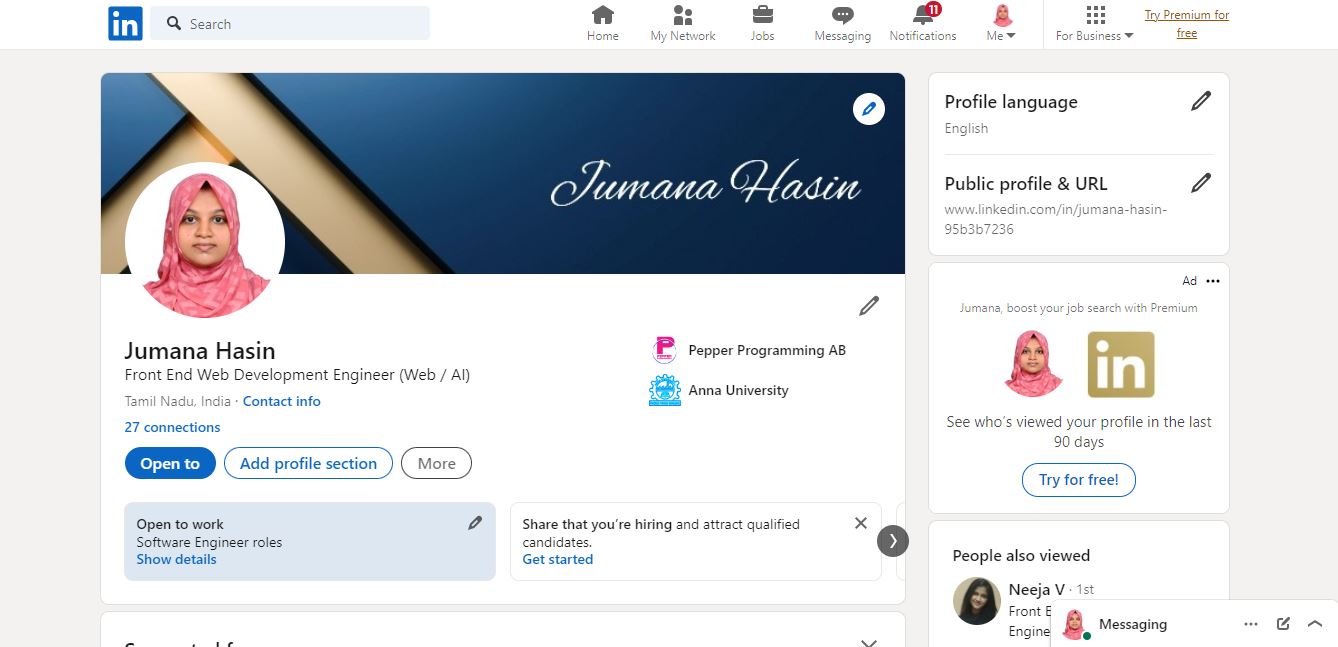 in
Search
Home
My Network
Jobs
Messaging
11
Notifications
Me
For Business
Try Premium for
free
Jumana Hasin
Jumana Hasin
Front End Web Development Engineer (Web / AI)
Tamil Nadu, India · Contact info
27 connections
Pepper Programming AB
Anna University
Open to
Add profile section
More
Open to work
Software Engineer roles
Show details
Share that you're hiring and attract qualified
candidates.
Get started
Profile language
English
Public profile & URL
www.linkedin.com/in/jumana-hasin-
95b3b7236
Ad
Jumana, boost your job search with Premium
in
See who's viewed your profile in the last
90 days
Try for free!
People also viewed
Neeja V · 1st
Front E
Engine
Messaging